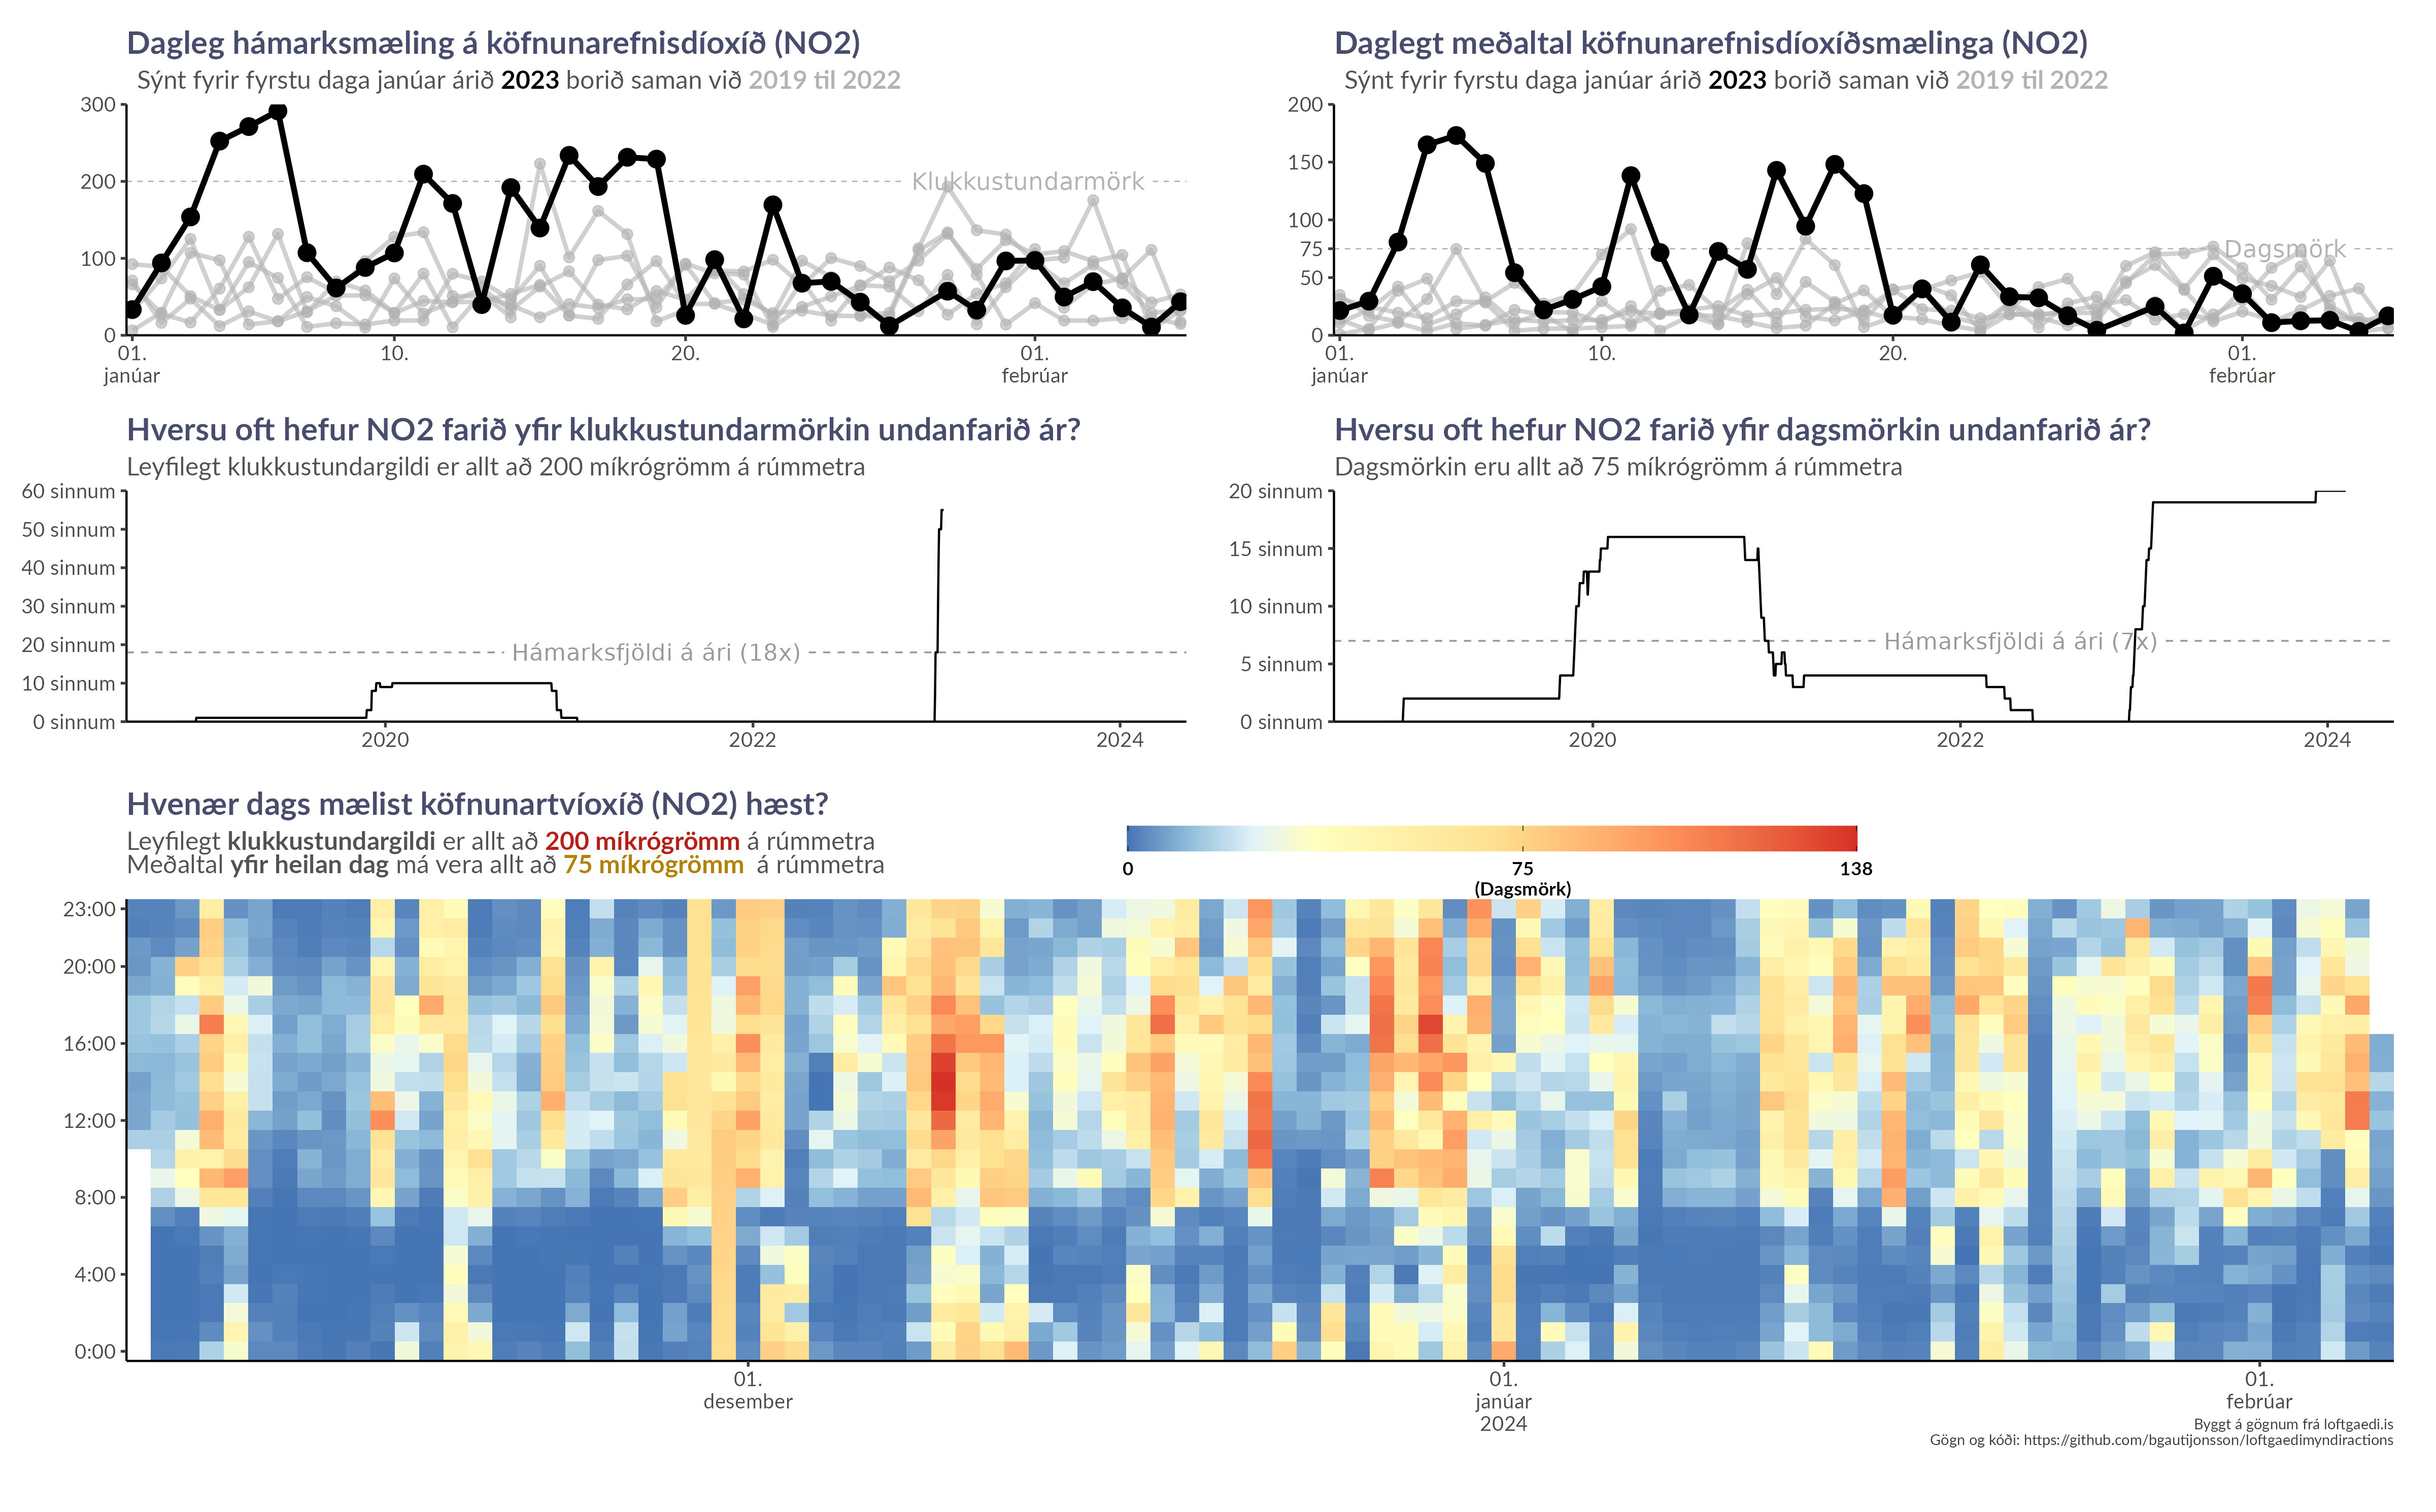 Dagleg hámarksmæling á köfnunarefnisdíoxíð (NO2)
Sýnt fyrir fyrstu daga janúar árið 2023 borið saman við 2019 til 2022
300
200
100
0
Klukkustundarmörk
01.
janúar
10.
20.
01.
febrúar
Daglegt meðaltal köfnunarefnisdíoxíðsmælinga (NO2)
Sýnt fyrir fyrstu daga janúar árið 2023 borið saman við 2019 til 2022
200
150
100
75
50
0
Dagsmörk
01.
janúar
10.
20.
01.
febrúar
Hversu oft hefur NO2 farið yfir klukkustundarmörkin undanfarið ár?
Leyfilegt klukkustundargildi er allt að 200 míkrógrömm á rúmmetra
60 sinnum
50 sinnum
40 sinnum
30 sinnum
20 sinnum
10 sinnum
0 sinnum
Hámarksfjöldi á ári (18x)
2020
2022
2024
Hversu oft hefur NO2 farið yfir dagsmörkin undanfarið ár?
Dagsmörkin eru allt að 75 míkrógrömm á rúmmetra
20 sinnum
15 sinnum
10 sinnum
5 sinnum
0 sinnum
Hámarksfjöldi á ári (7x)
2020
2022
2024
Hvenær dags mælist köfnunartvíoxíð (NO2) hæst?
Leyfilegt klukkustundargildi er allt að 200 míkrógrömm á rúmmetra
Meðaltal yfir heilan dag má vera allt að 75 míkrógrömm á rúmmetra
0
75
(Dagsmörk)
138
23:00
20:00
16:00
12:00
8:00
4:00
0:00
01.
desember
01.
janúar
2024
01.
febrúar
Byggt á gögnum frá loftgaedi.is
Gögn og kóði: https://github.com/bgautijonsson/loftgaedimyndiractions